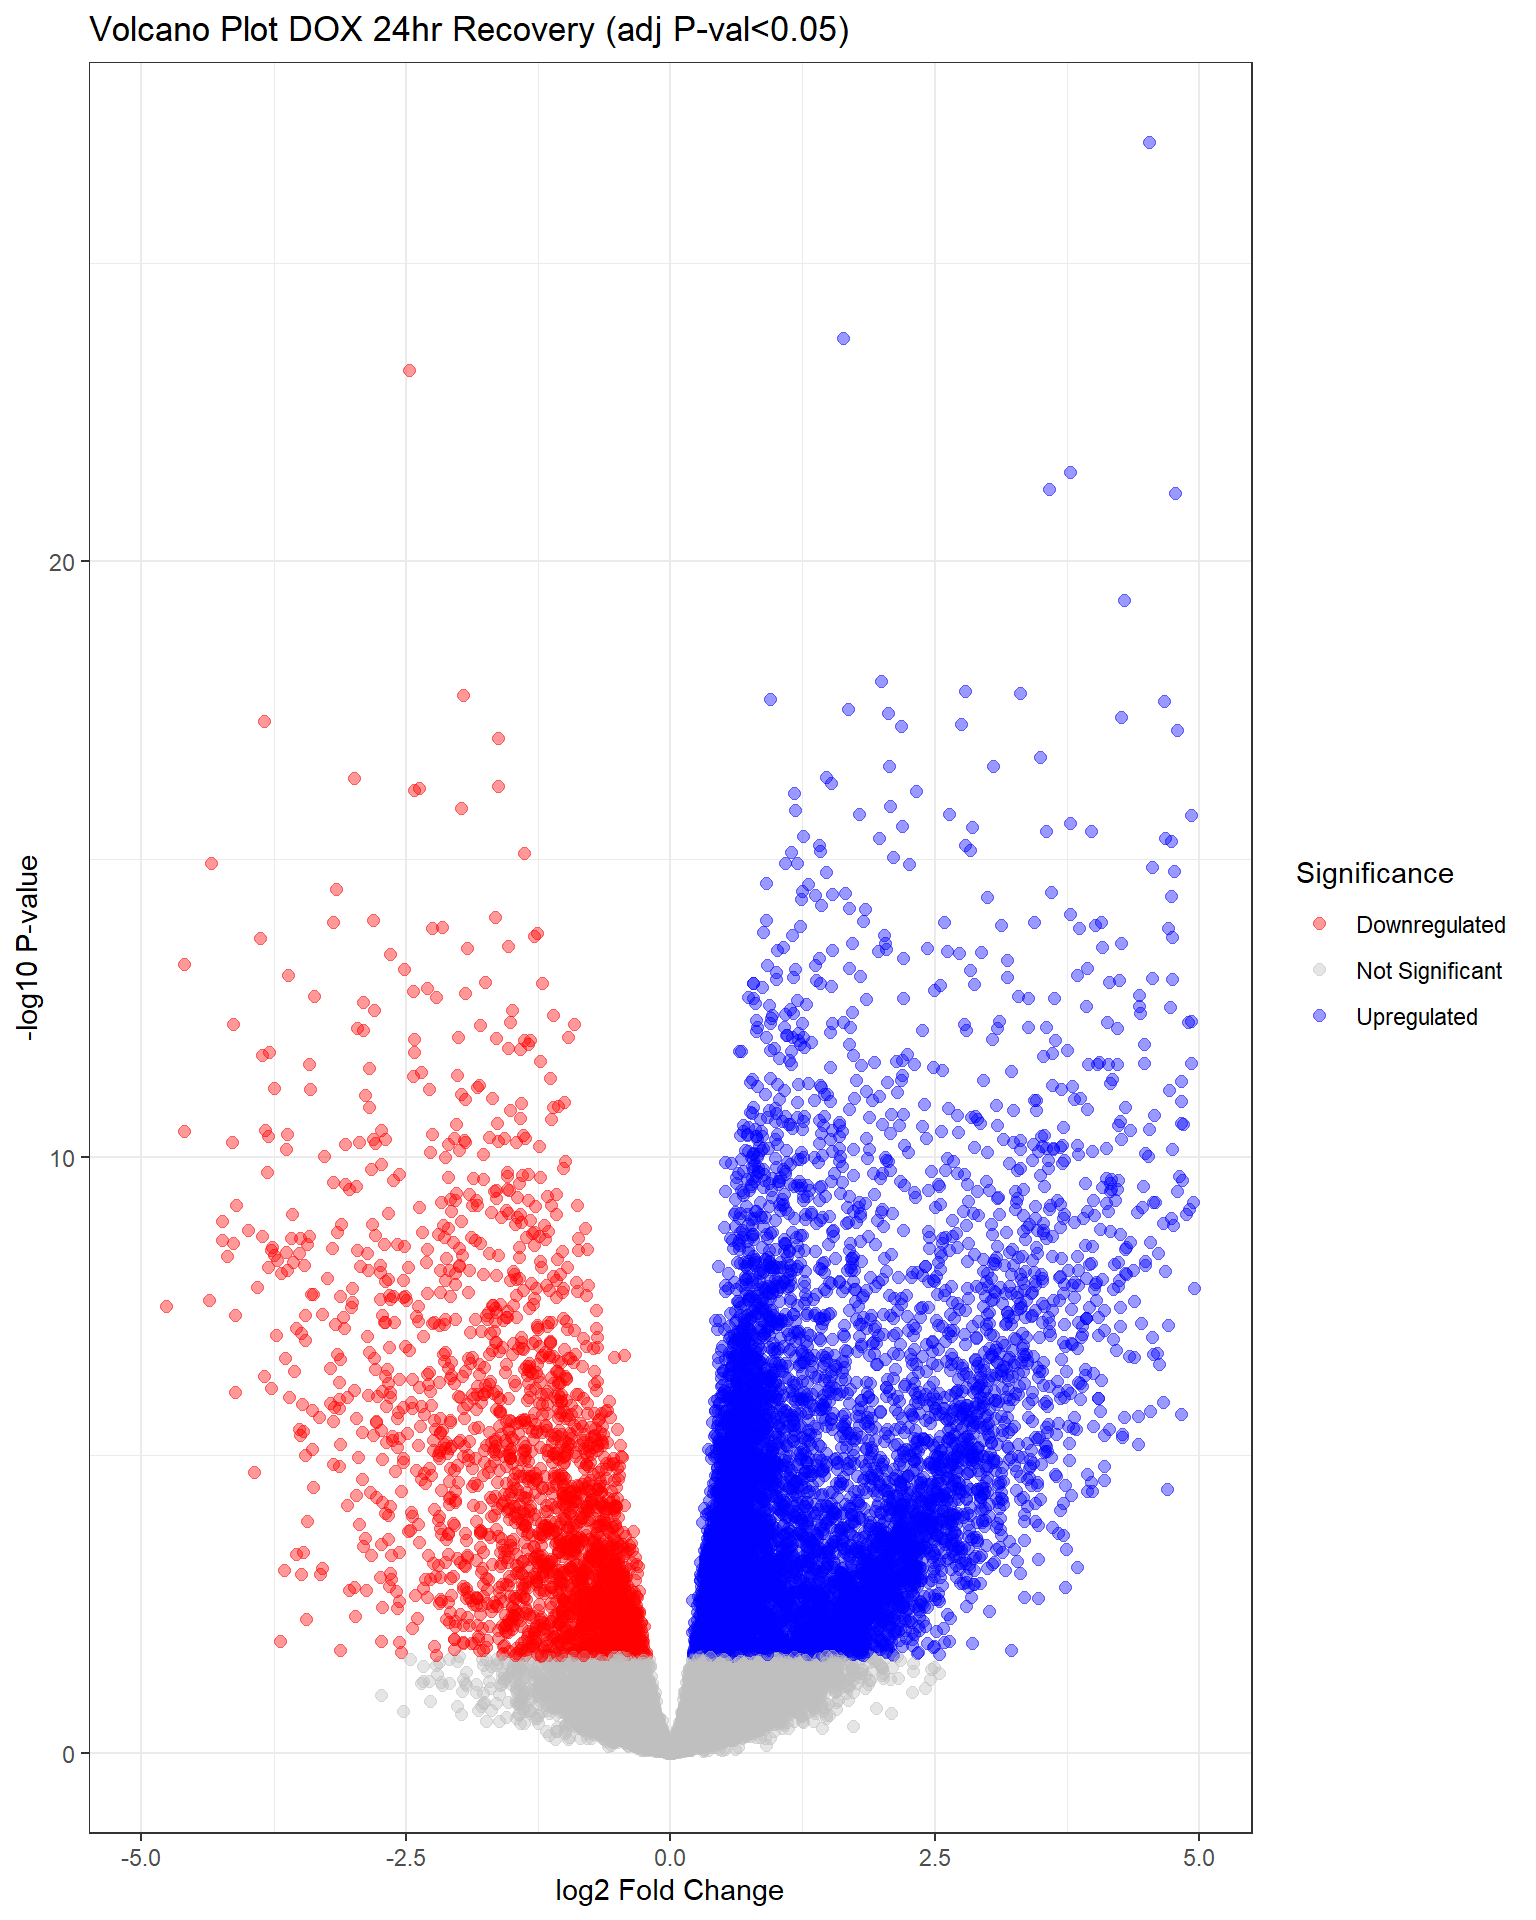 Volcano Plot DOX 24hr Recovery (adj P-val<0.05)
20
10
0
-log10 P-value
-5.0
-2.5
0.0
2.5
5.0
log2 Fold Change
Significance
Downregulated
Not Significant
Upregulated